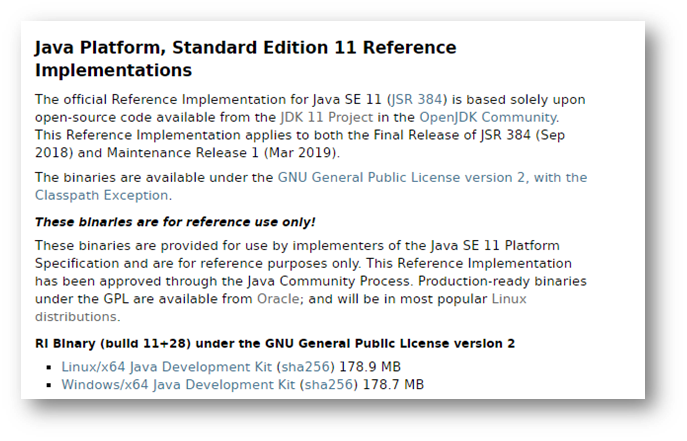 Java Platform, Standard Edition 11 Reference
Implementations
The official Reference Implementation for Java SE 11 (JSR 384) is based solely upon
open-source code available from the JDK 11 Project in the OpenJDK Community.
This Reference Implementation applies to both the Final Release of JSR 384 (Sep
2018) and Maintenance Release 1 (Mar 2019).
The binaries are available under the GNU General Public License version 2, with the
Classpath Exception.
These binaries are for reference use only!
These binaries are provided for use by implementers of the Java SE 11 Platform
Specification and are for reference purposes only. This Reference Implementation
has been approved through the Java Community Process. Production-ready binaries
under the GPL are available from Oracle; and will be in most popular Linux
distributions.
RI Binary (build 11+28) under the GNU General Public License version 2
▪ Linux/x64 Java Development Kit (sha256) 178.9 MB
▪ Windows/x64 Java Development Kit (sha256) 178.7 MB